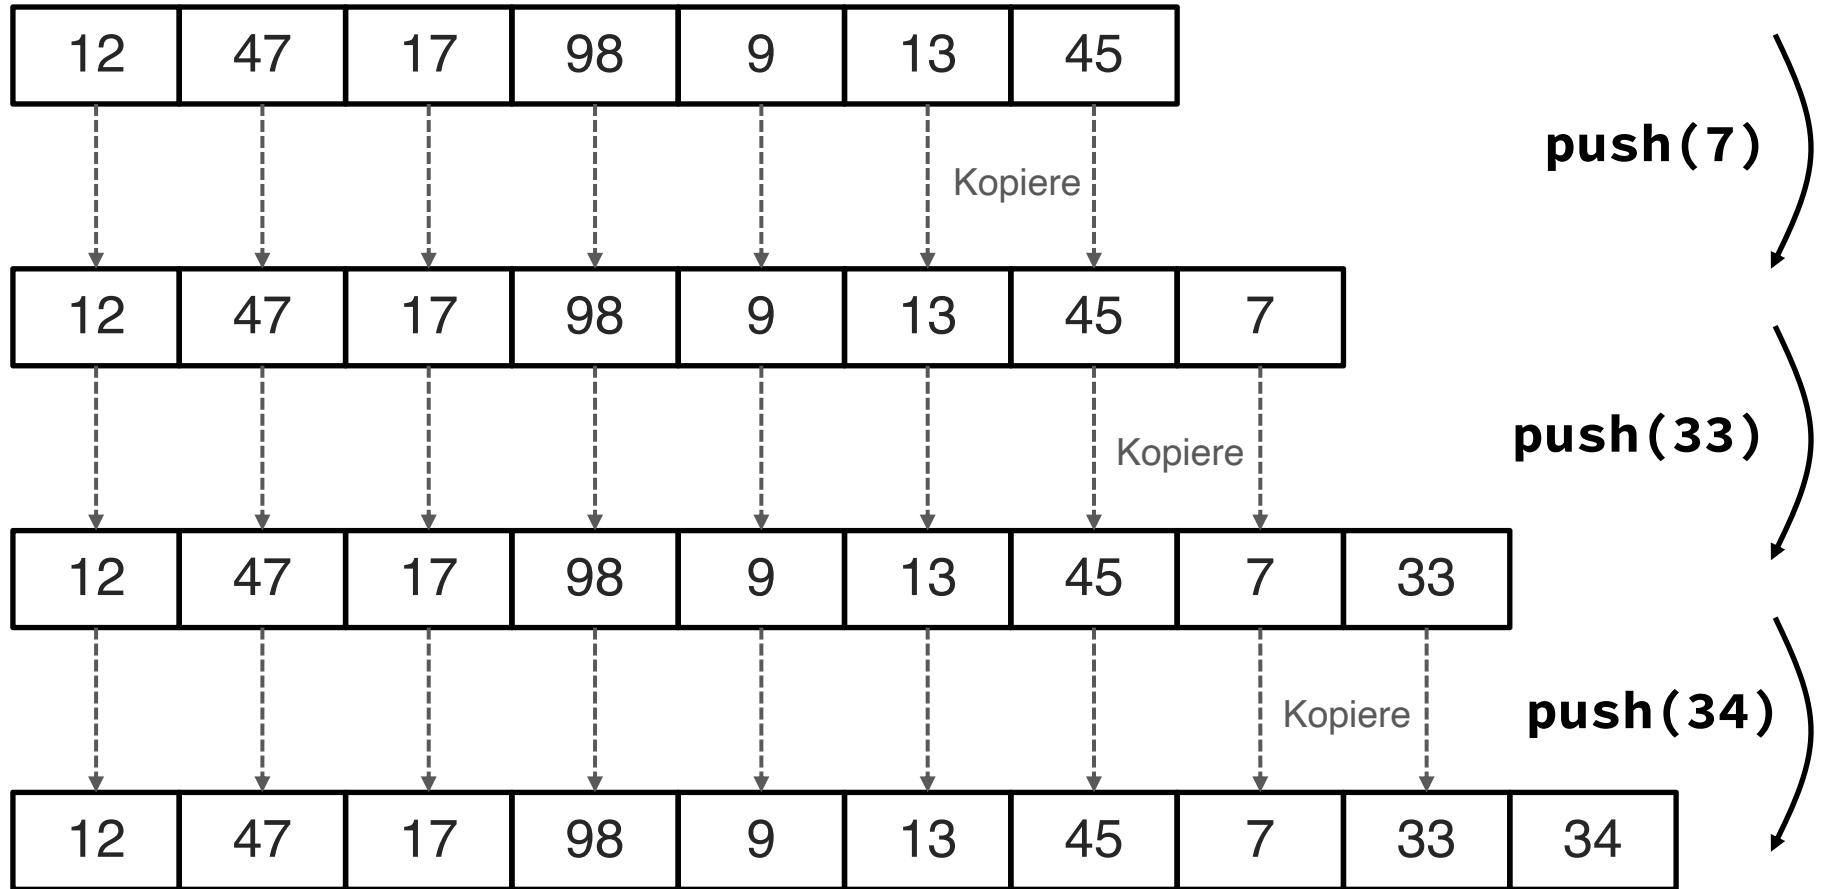 12 47 17 98 9 13 45
push(7)
Kopiere
12 47 17 98 9 13 45 7
push(33)
Kopiere
12 47 17 98 9 13 45 7 33
push(34)
Kopiere
12 47 17 98 9 13 45 7 33 34